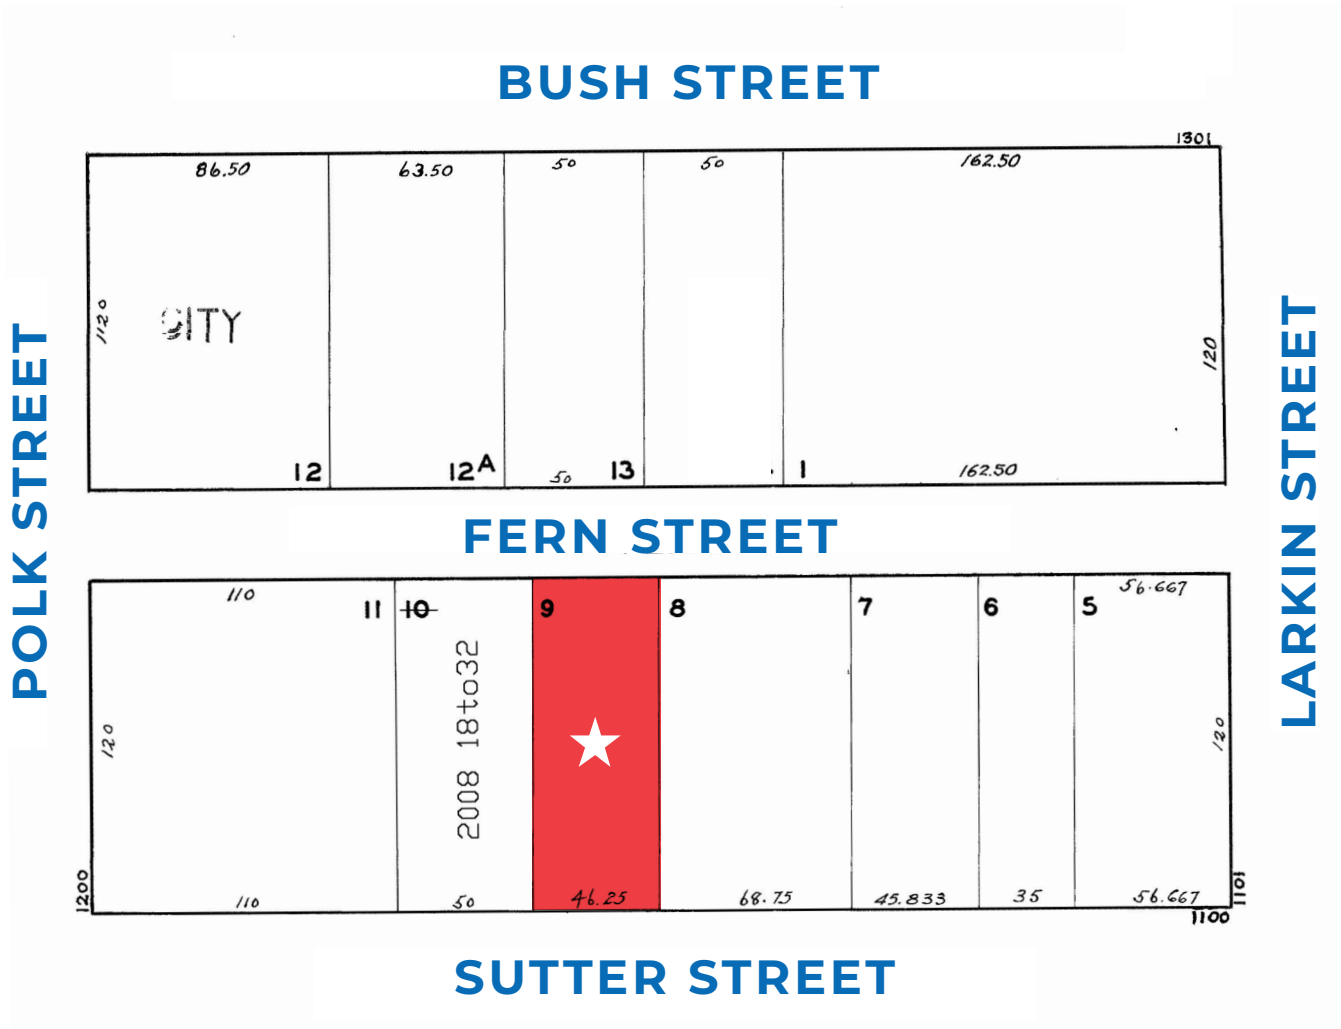 BUSH STREET
1301
86.50 63.50 50 50 162.50
120
CITY
120
12 12A 50 13 1 162.50
POLK STREET
LARKIN STREET
FERN STREET
110 56.667
11 10 9 8 7 6 5
2008 18to32
120
120
1200
110 50 46.25 68.75 45.833 35 56.667
1101
1100
SUTTER STREET